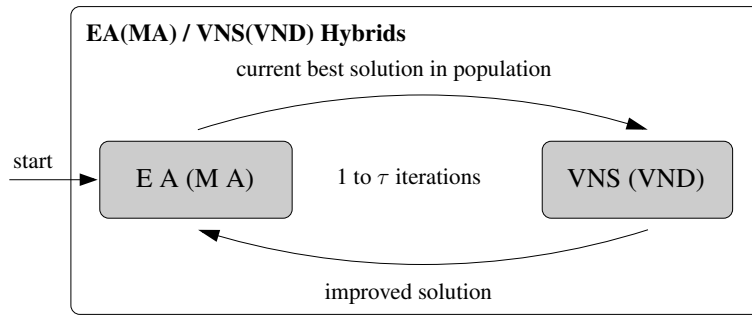 EA(MA) / VNS(VND) Hybrids
current best solution in population
start
E A (M A)
1 to τ iterations
VNS (VND)
improved solution